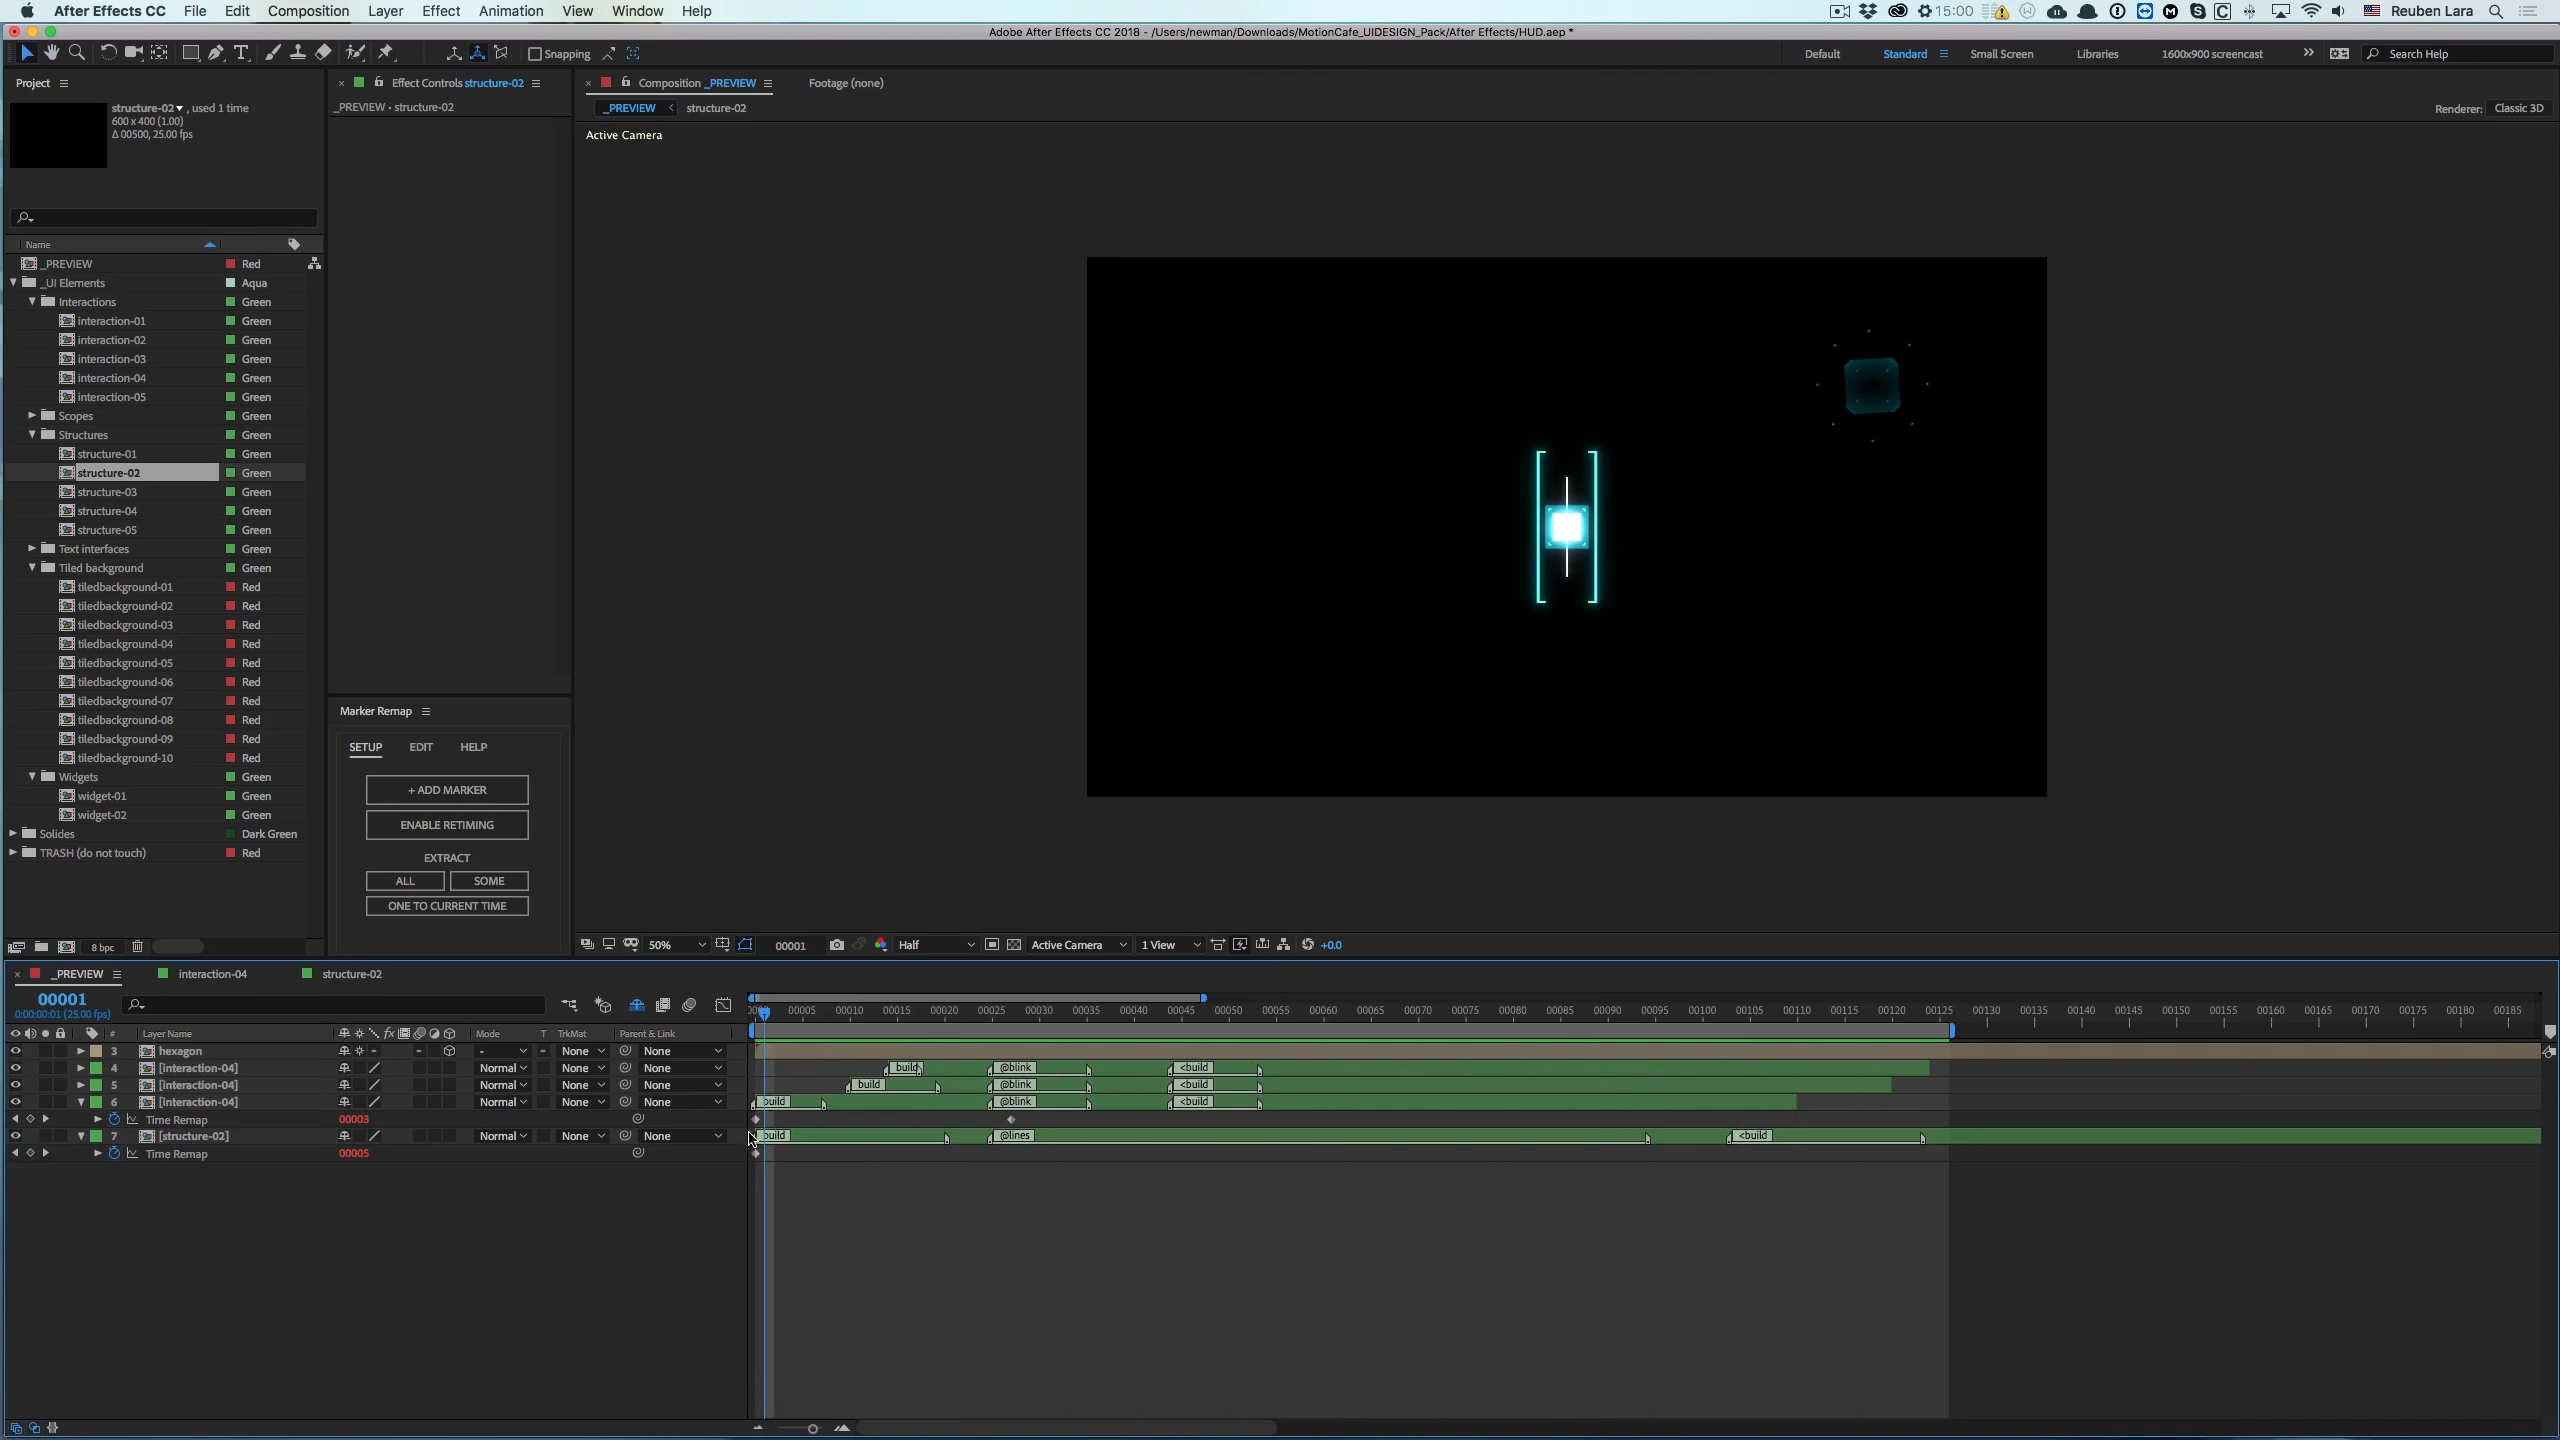 After Effects CC File Edit Composition Layer Effect Animation View Window Help
15:00 Reuben Lara
Adobe After Effects CC 2018 - /Users/newman/Downloads/MotionCafe_UIDESIGN_Pack/After Effects/HUD.aep *
Snapping Default Standard Small Screen Libraries 1600x900 screencast Search Help
Project
structure-02 , used 1 time
600 x 400 (1.00)
Δ 00500, 25.00 fps
Name
_PREVIEW Red
_UI Elements Aqua
Interactions Green
interaction-01 Green
interaction-02 Green
interaction-03 Green
interaction-04 Green
interaction-05 Green
Scopes Green
Structures Green
structure-01 Green
structure-02 Green
structure-03 Green
structure-04 Green
structure-05 Green
Text interfaces Green
Tiled background Green
tiledbackground-01 Red
tiledbackground-02 Red
tiledbackground-03 Red
tiledbackground-04 Red
tiledbackground-05 Red
tiledbackground-06 Red
tiledbackground-07 Red
tiledbackground-08 Red
tiledbackground-09 Red
tiledbackground-10 Red
Widgets Green
widget-01 Green
widget-02 Green
Solides Dark Green
TRASH (do not touch) Red
8 bpc
Effect Controls structure-02
_PREVIEW • structure-02
Marker Remap
SETUP EDIT HELP
+ ADD MARKER
ENABLE RETIMING
EXTRACT
ALL SOME
ONE TO CURRENT TIME
Composition _PREVIEW Footage (none)
_PREVIEW structure-02
Renderer: Classic 3D
Active Camera
50% 00001 Half Active Camera 1 View +0.0
_PREVIEW interaction-04 structure-02
00001
0:00:00:01 (25.00 fps)
00005 00010 00015 00020 00025 00030 00035 00040 00045 00050 00055 00060 00065 00070 00075 00080 00085 00090 00095 00100 00105 00110 00115 00120 00125 00130 00135 00140 00145 00150 00155 00160 00165 00170 00175 00180 00185
# Layer Name fx Mode T TrkMat Parent & Link
3 hexagon - None None
4 [interaction-04] Normal None None build @blink <build
5 [interaction-04] Normal None None build @blink <build
6 [interaction-04] Normal None None build @blink <build
Time Remap 00003
7 [structure-02] Normal None None build @lines <build
Time Remap 00005